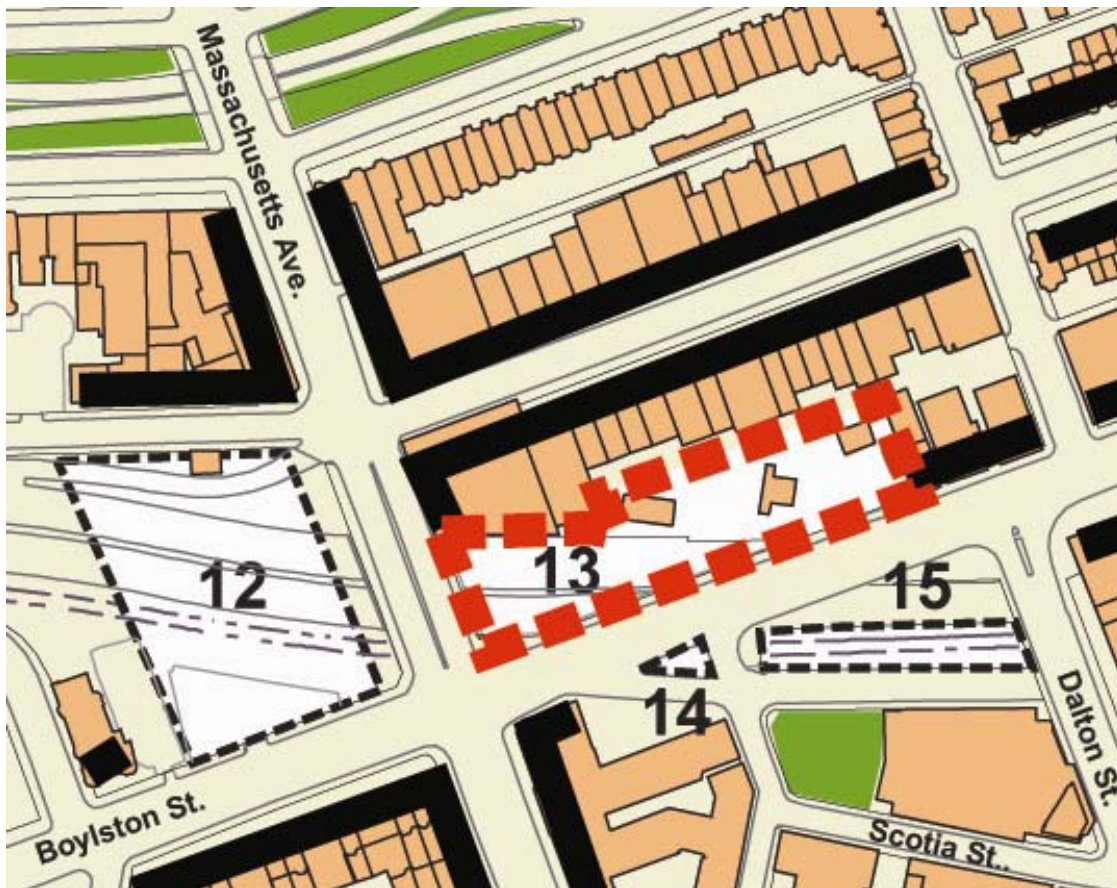 Massachusetts Ave.
12
13
15
14
Dalton St.
Boylston St.
Scotia St..